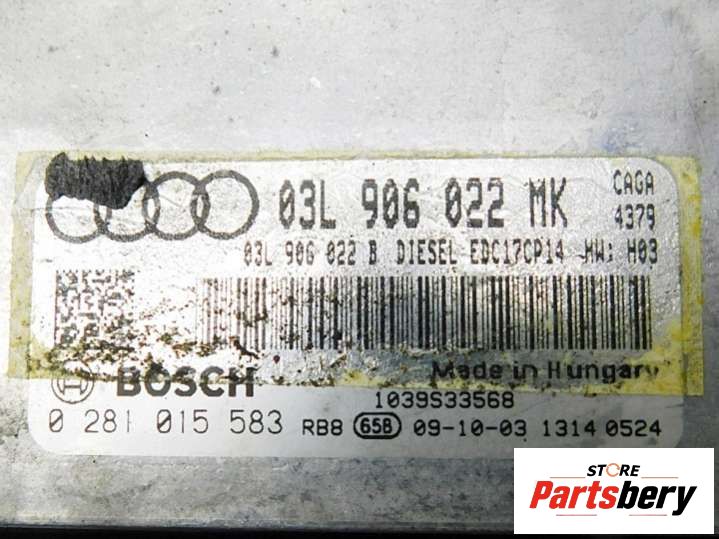 03L 906 022 MK CAGA
4379
03L 906 022 B DIESEL EDC17CP14 HW: H03
Made in Hungary
BOSCH
1039S33568
0 281 015 583 RB8 65B 09-10-03 1314 0524
STORE
Partsbery